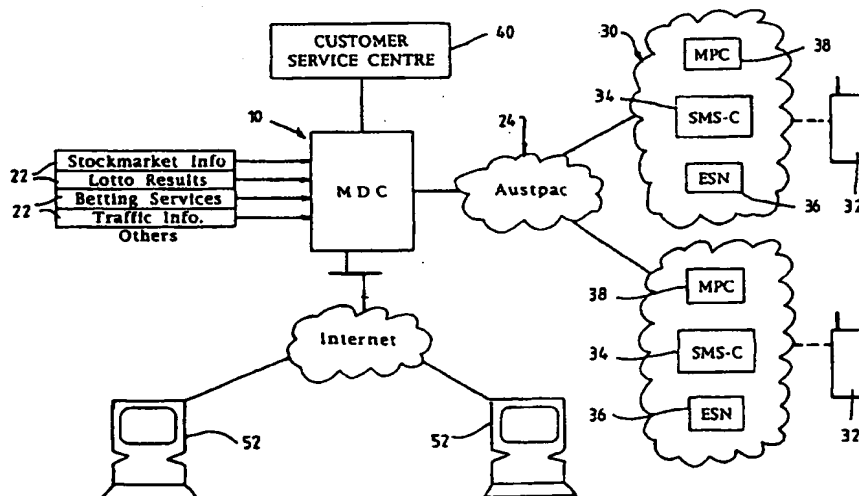 CUSTOMER
SERVICE CENTRE
40
30
MPC
38
34
SMS-C
10
24
22
Stockmarket Info
Lotto Results
22
Betting Services
Traffic Info.
Others
MDC
Austpac
ESN
36
32
38
MPC
Internet
34
SMS-C
36
ESN
32
52
52